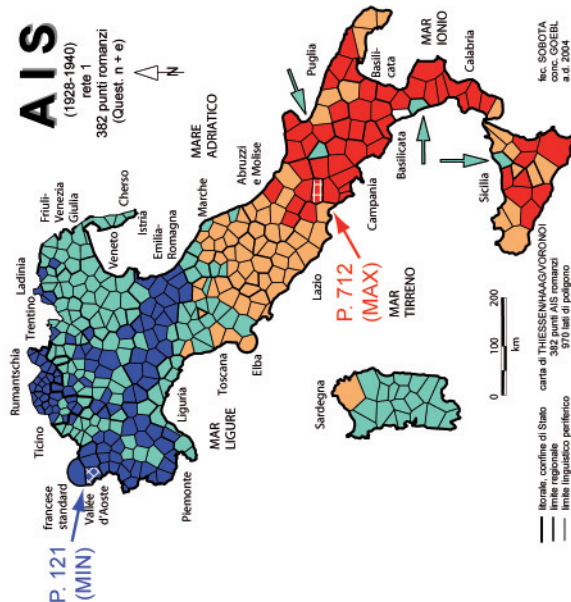 AIS
(1928-1940)
rete 1
382 punti romanzi
(Quest. n + e)
N
MARE
ADRIATICO
Friuli-
Venezia
Giulia
Cherso
Istria
Veneto
Emilia-
Romagna
Marche
Abruzzi
e Molise
Puglia
Basili-
cata
MAR
IONIO
Calabria
fec. SOBOTA
conc. GOEBL
a.d. 2004
Ladinia
Trentino
Rumantschia
Ticino
francese
standard
Vallée
d'Aoste
P. 121
(MIN)
Piemonte
Liguria
MAR
LIGURE
Toscana
Elba
Lazio
P. 712
(MAX)
MAR
TIRRENO
Campania
Basilicata
Sicilia
Sardegna
0 100 200
km
carta di THIESSEN/HAAG/VORONOI
382 punti AIS romanzi
970 lati di poligono
litorale, confine di Stato
limite regionale
limite linguistico periferico